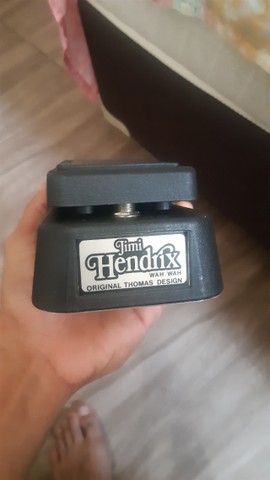 Jimi
Hendrix
WAH WAH
ORIGINAL THOMAS DESIGN